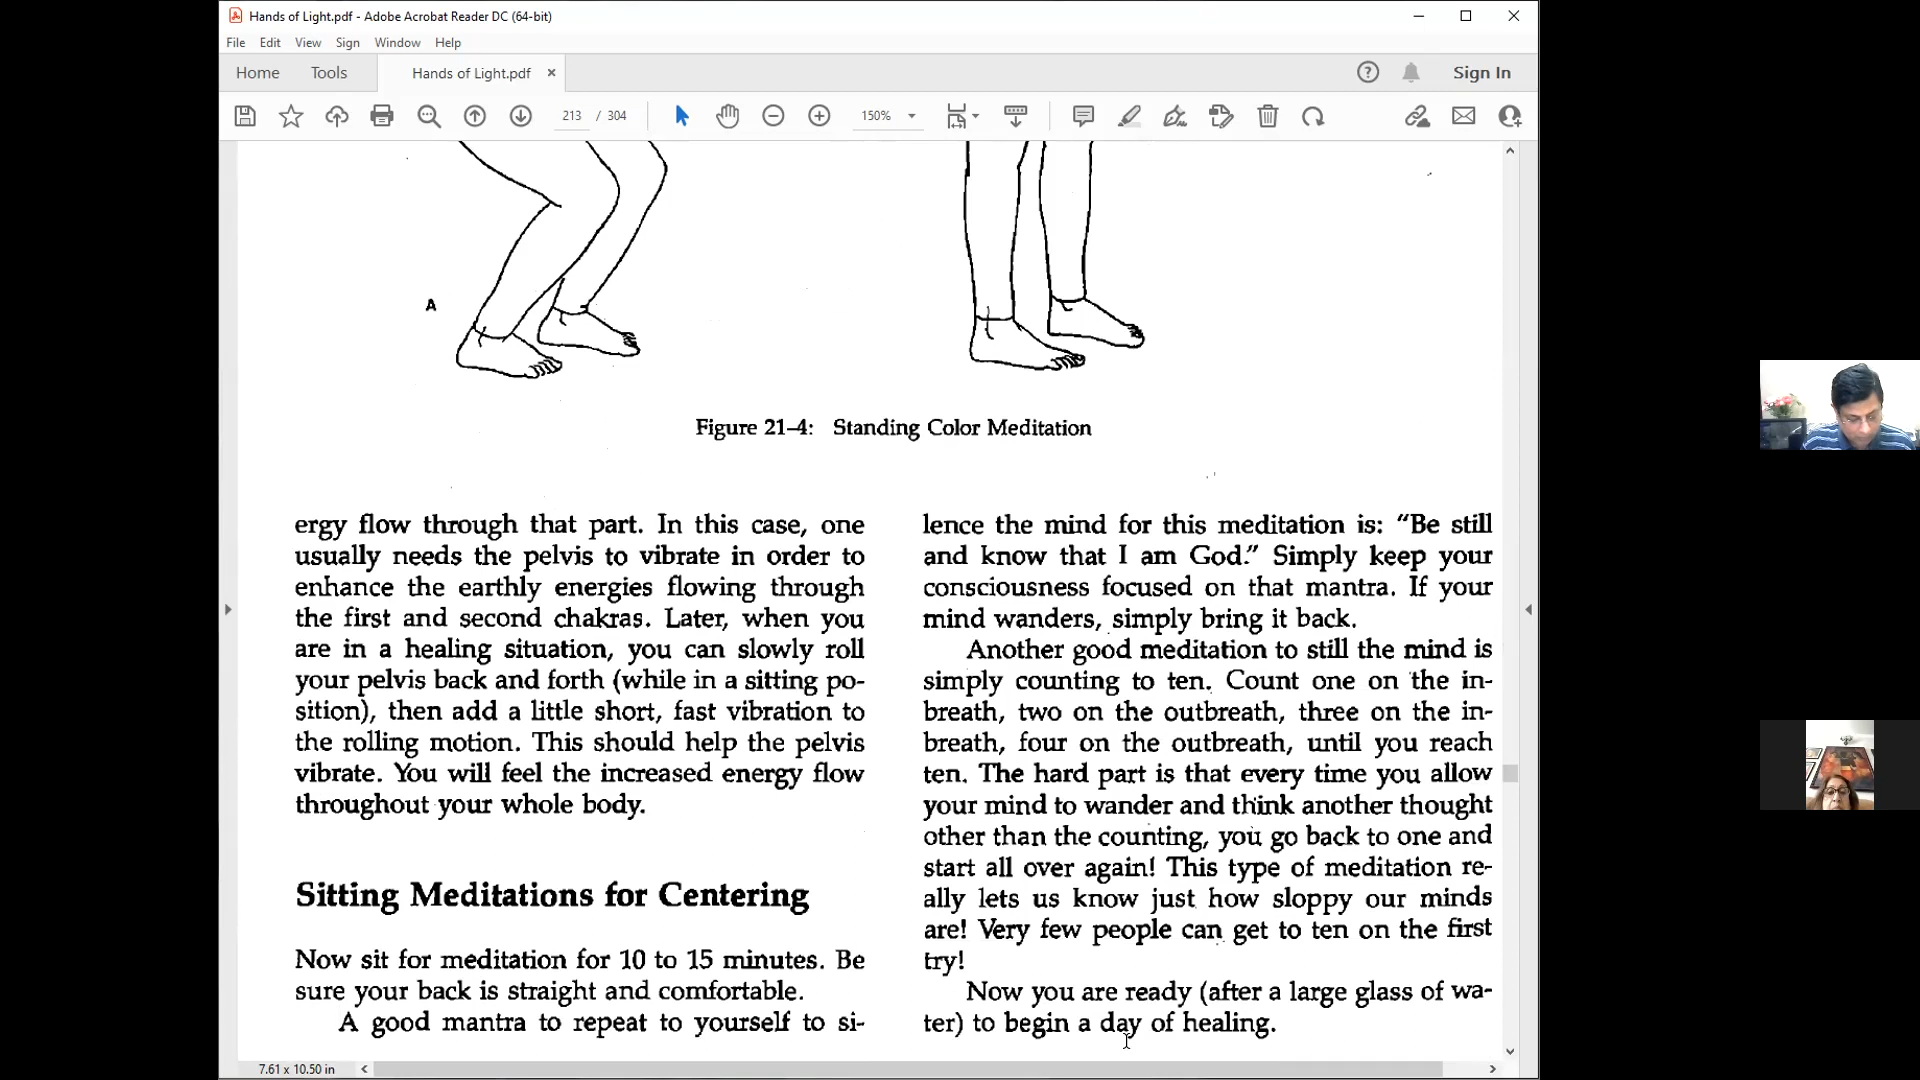 Hands of Light.pdf - Adobe Acrobat Reader DC (64-bit)
File Edit View Sign Window Help
Home Tools Hands of Light.pdf × Sign In
213 / 304 150%
A
Figure 21–4: Standing Color Meditation
ergy flow through that part. In this case, one
usually needs the pelvis to vibrate in order to
enhance the earthly energies flowing through
the first and second chakras. Later, when you
are in a healing situation, you can slowly roll
your pelvis back and forth (while in a sitting po-
sition), then add a little short, fast vibration to
the rolling motion. This should help the pelvis
vibrate. You will feel the increased energy flow
throughout your whole body.
Sitting Meditations for Centering
Now sit for meditation for 10 to 15 minutes. Be
sure your back is straight and comfortable.
A good mantra to repeat to yourself to si-
lence the mind for this meditation is: “Be still
and know that I am God.” Simply keep your
consciousness focused on that mantra. If your
mind wanders, simply bring it back.
Another good meditation to still the mind is
simply counting to ten. Count one on the in-
breath, two on the outbreath, three on the in-
breath, four on the outbreath, until you reach
ten. The hard part is that every time you allow
your mind to wander and think another thought
other than the counting, you go back to one and
start all over again! This type of meditation re-
ally lets us know just how sloppy our minds
are! Very few people can get to ten on the first
try!
Now you are ready (after a large glass of wa-
ter) to begin a day of healing.
7.61 x 10.50 in